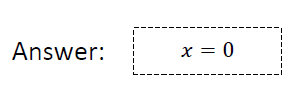 Answer: x = 0